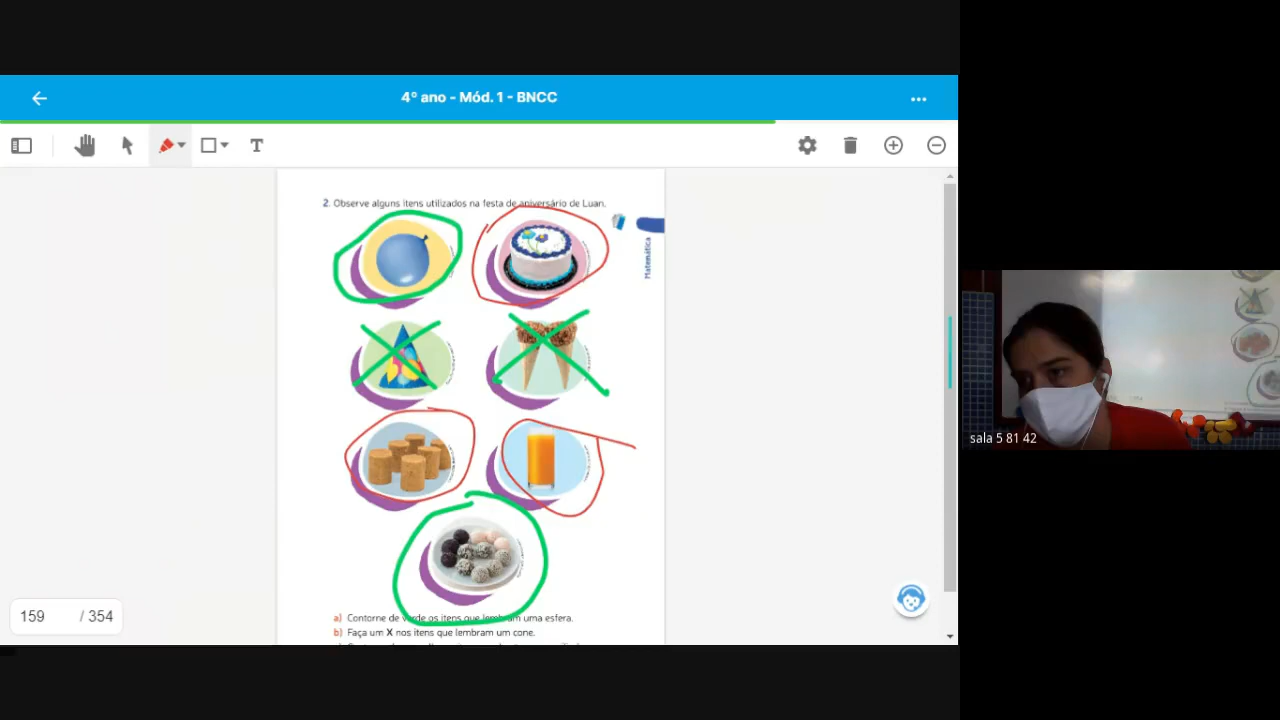 4º ano - Mód. 1 - BNCC
T
2. Observe alguns itens utilizados na festa de aniversário de Luan.
Matemática
sala 5 81 42
a) Contorne de verde os itens que lembram uma esfera.
159 / 354
b) Faça um X nos itens que lembram um cone.